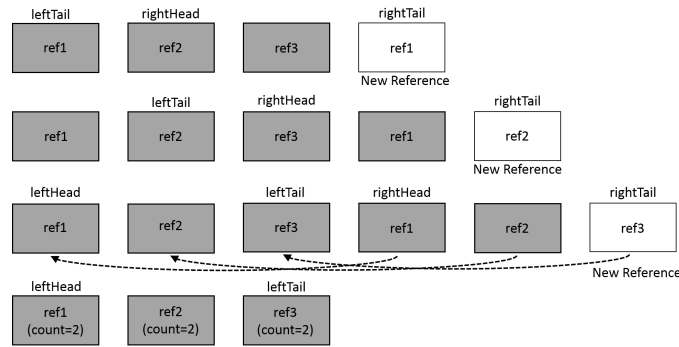 leftTail rightHead rightTail
ref1 ref2 ref3 ref1
New Reference
leftTail rightHead rightTail
ref1 ref2 ref3 ref1 ref2
New Reference
leftHead leftTail rightHead rightTail
ref1 ref2 ref3 ref1 ref2 ref3
New Reference
leftHead leftTail
ref1 ref2 ref3
(count=2) (count=2) (count=2)